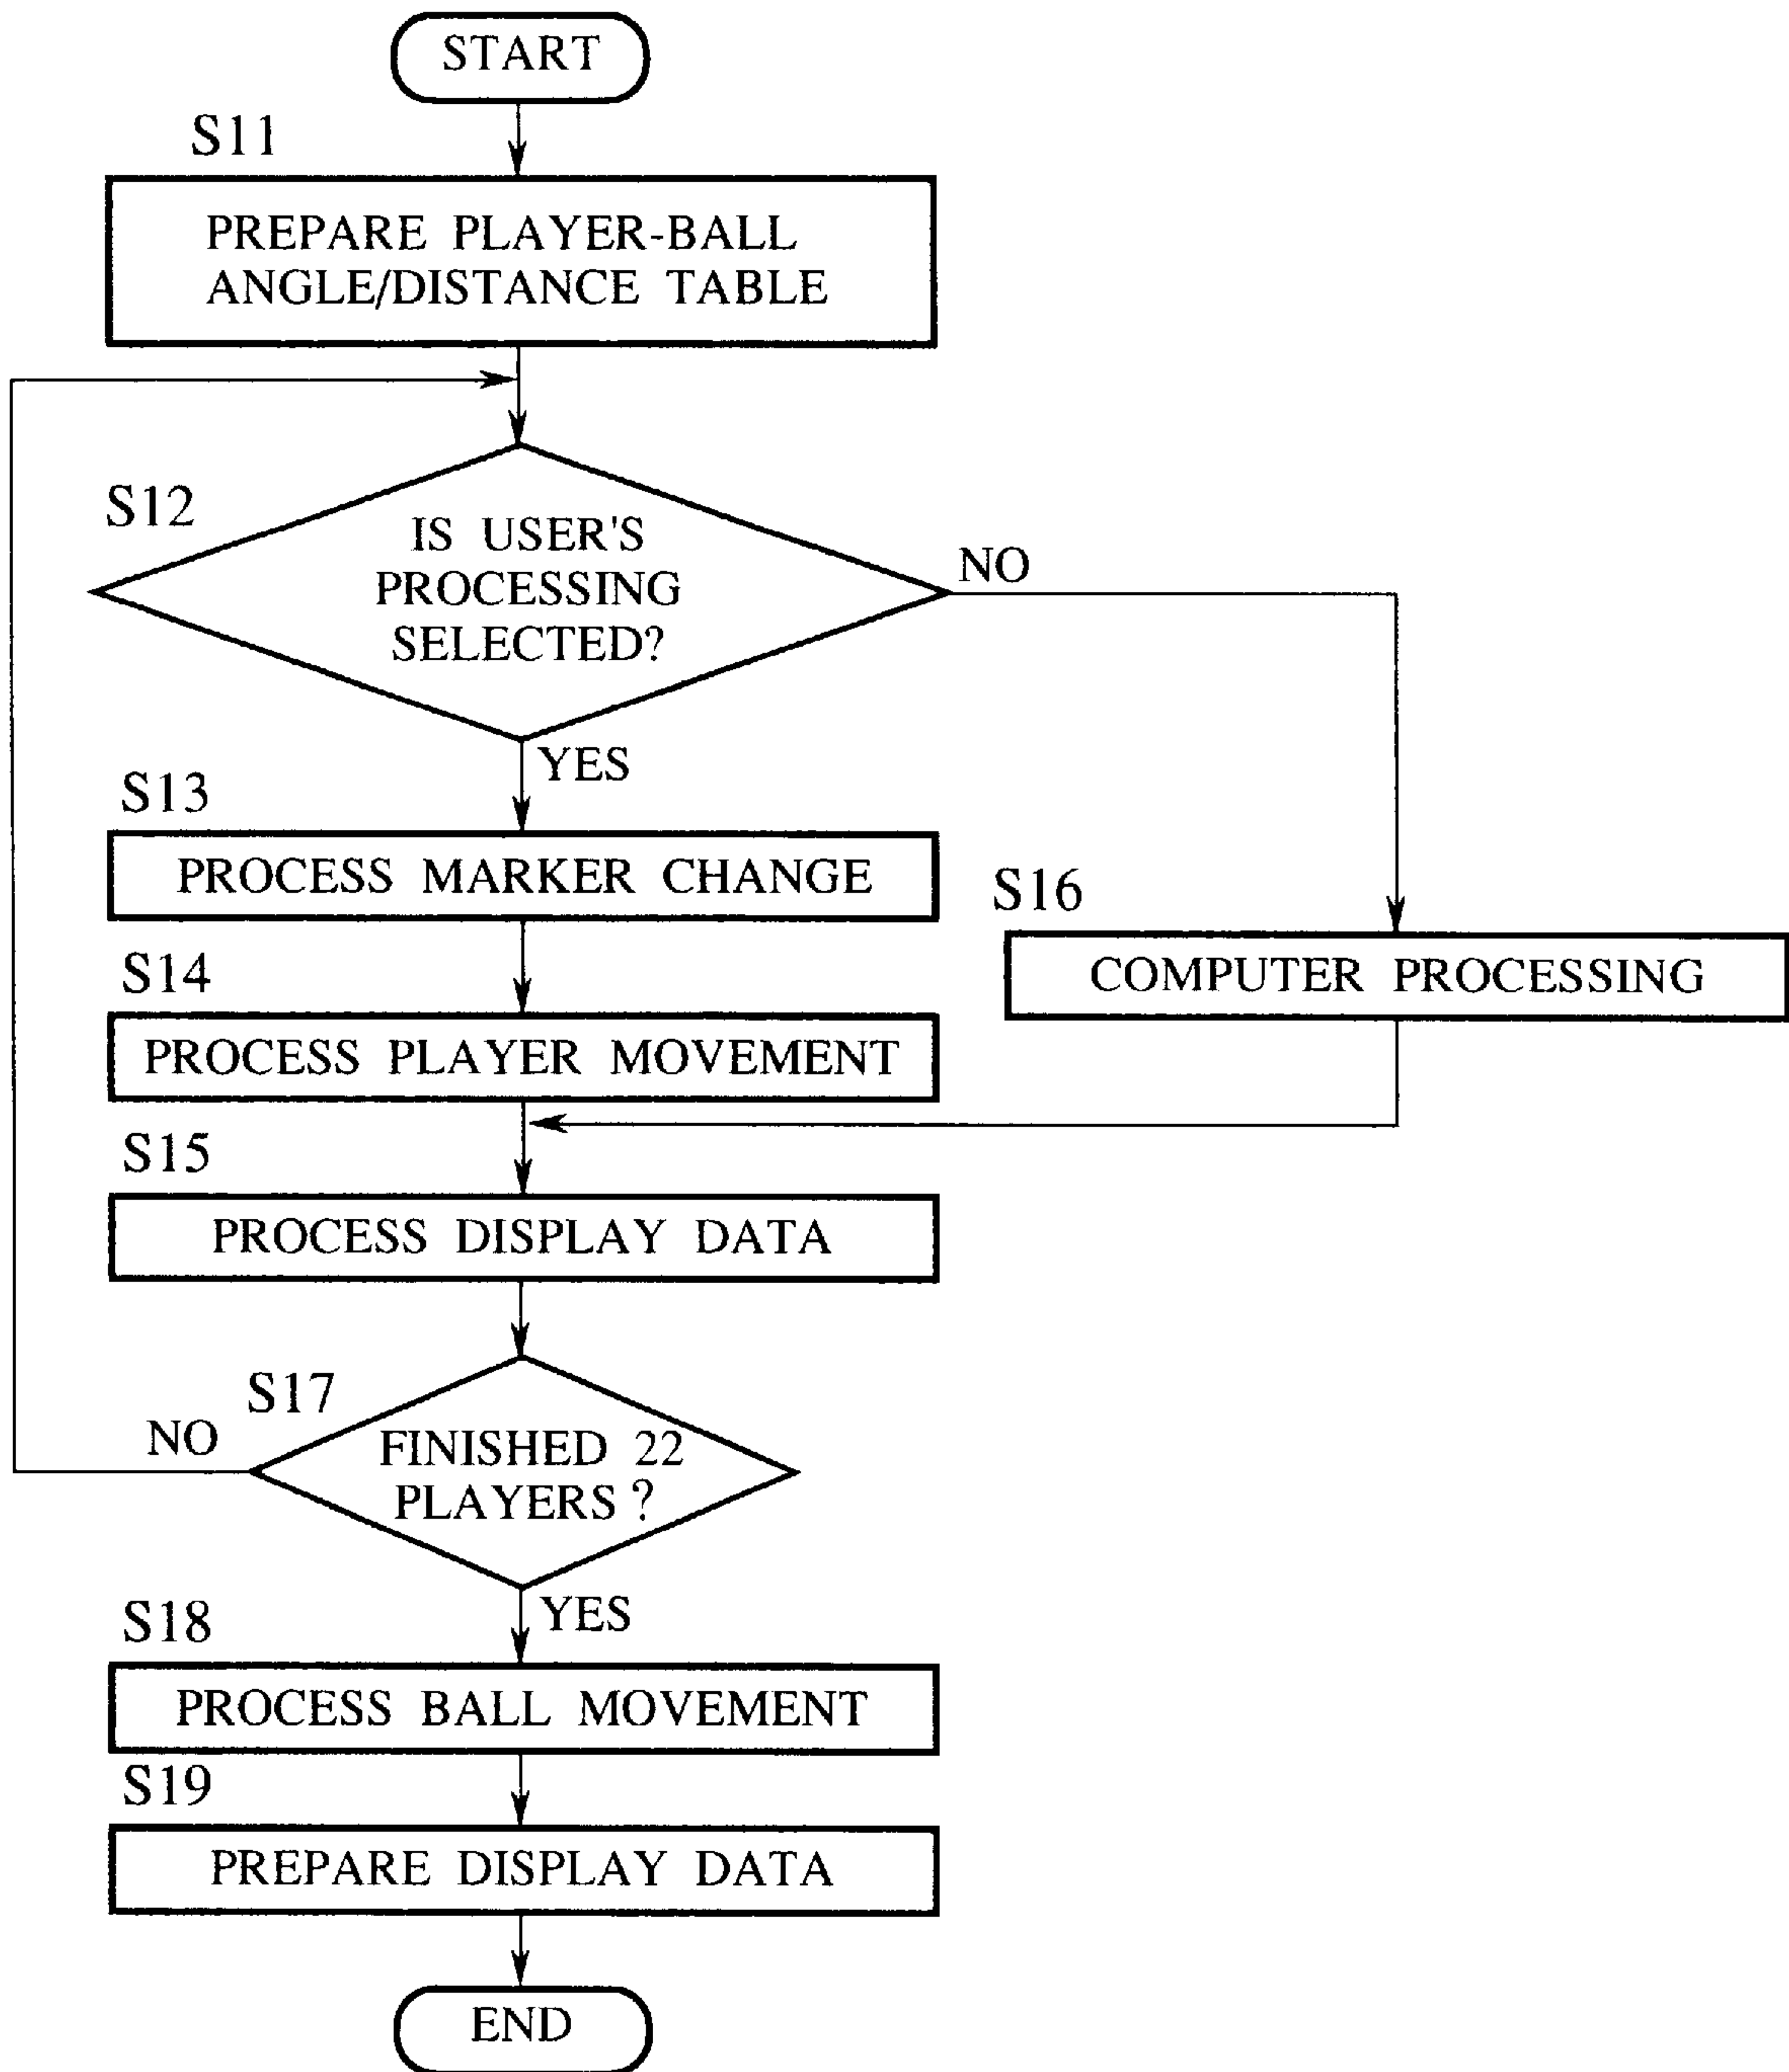 START
S11
PREPARE PLAYER-BALL
ANGLE/DISTANCE TABLE
S12
IS USER'S
PROCESSING
SELECTED?
NO
YES
S13
PROCESS MARKER CHANGE
S16
COMPUTER PROCESSING
S14
PROCESS PLAYER MOVEMENT
S15
PROCESS DISPLAY DATA
S17
NO
FINISHED 22
PLAYERS ?
YES
S18
PROCESS BALL MOVEMENT
S19
PREPARE DISPLAY DATA
END